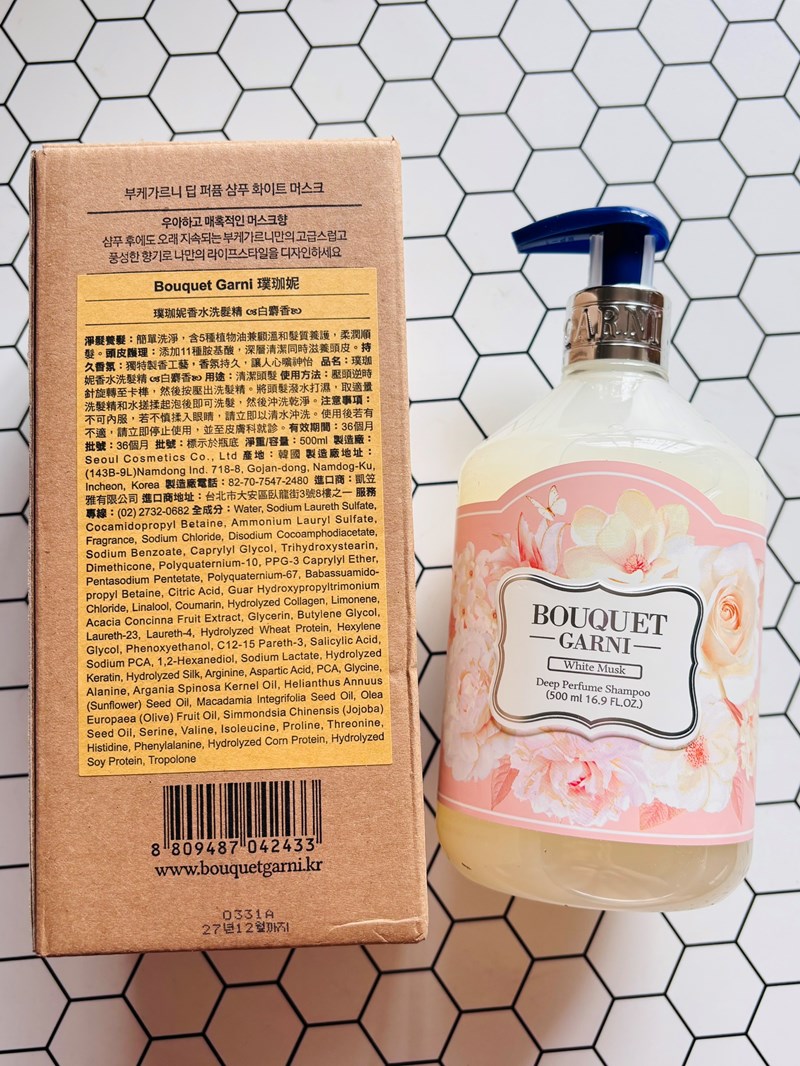 부케가르니 딥 퍼퓸 샴푸 화이트 머스크
우아하고 매혹적인 머스크향
샴푸 후에도 오래 지속되는 부케가르니만의 고급스럽고
풍성한 향기로 나만의 라이프스타일을 디자인하세요
Bouquet Garni 璞珈妮
璞珈妮香水洗髮精 ☙白麝香❧
淨髮養髮：簡單洗淨，含5種植物油兼顧溫和髮質養護，柔潤順
髮。頭皮護理：添加11種胺基酸，深層清潔同時滋養頭皮。持
久香氛：獨特製香工藝，香氛持久，讓人心曠神怡 品名：璞珈
妮香水洗髮精 ☙白麝香❧ 用途：清潔頭髮 使用方法：壓頭逆時
針旋轉至卡榫，然後按壓出洗髮精。將頭髮潑水打濕，取適量
洗髮精和水搓揉起泡後即可洗髮，然後沖洗乾淨。注意事項：
不可內服，若不慎揉入眼睛，請立即以清水沖洗。使用後若有
不適，請立即停止使用，並至皮膚科就診。有效期間：36個月
批號：36個月 批號：標示於瓶底 淨重/容量：500ml 製造廠：
Seoul Cosmetics Co., Ltd 產地：韓國 製造廠地址：
(143B-9L)Namdong Ind. 718-8, Gojan-dong, Namdog-Ku,
Incheon, Korea 製造廠電話：82-70-7547-2480 進口商：凱笠
雅有限公司 進口商地址：台北市大安區臥龍街3號8樓之一 服務
專線：(02) 2732-0682 全成分：Water, Sodium Laureth Sulfate,
Cocamidopropyl Betaine, Ammonium Lauryl Sulfate,
Fragrance, Sodium Chloride, Disodium Cocoamphodiacetate,
Sodium Benzoate, Caprylyl Glycol, Trihydroxystearin,
Dimethicone, Polyquaternium-10, PPG-3 Caprylyl Ether,
Pentasodium Pentetate, Polyquaternium-67, Babassuamido-
propyl Betaine, Citric Acid, Guar Hydroxypropyltrimonium
Chloride, Linalool, Coumarin, Hydrolyzed Collagen, Limonene,
Acacia Concinna Fruit Extract, Glycerin, Butylene Glycol,
Laureth-23, Laureth-4, Hydrolyzed Wheat Protein, Hexylene
Glycol, Phenoxyethanol, C12-15 Pareth-3, Salicylic Acid,
Sodium PCA, 1,2-Hexanediol, Sodium Lactate, Hydrolyzed
Keratin, Hydrolyzed Silk, Arginine, Aspartic Acid, PCA, Glycine,
Alanine, Argania Spinosa Kernel Oil, Helianthus Annuus
(Sunflower) Seed Oil, Macadamia Integrifolia Seed Oil, Olea
Europaea (Olive) Fruit Oil, Simmondsia Chinensis (Jojoba)
Seed Oil, Serine, Valine, Isoleucine, Proline, Threonine,
Histidine, Phenylalanine, Hydrolyzed Corn Protein, Hydrolyzed
Soy Protein, Tropolone
8 809487 042433
www.bouquetgarni.kr
0331A
27년12월까지
GARNI
BOUQUET
GARNI
White Musk
Deep Perfume Shampoo
(500 ml 16.9 FL.OZ.)